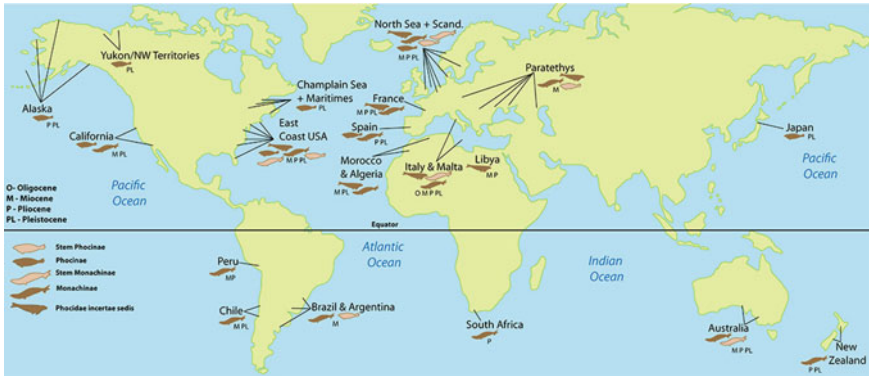 North Sea + Scand.
M P PL
Yukon/NW Territories
PL
Paratethys
M
Champlain Sea
+ Maritimes
PL
France
M P PL
Alaska
P PL
East
Coast USA
M P PL
Spain
P PL
Japan
PL
California
M PL
Morocco
& Algeria
M PL
Italy & Malta
O M P PL
Libya
M P
Pacific
Ocean
Pacific
Ocean
O- Oligocene
M - Miocene
P - Pliocene
PL - Pleistocene
Equator
Stem Phocinae
Phocinae
Stem Monachinae
Monachinae
Phocidae incertae sedis
Atlantic
Ocean
Indian
Ocean
Peru
MP
Chile
M PL
Brazil & Argentina
M
South Africa
P
Australia
M P PL
New
Zealand
P PL